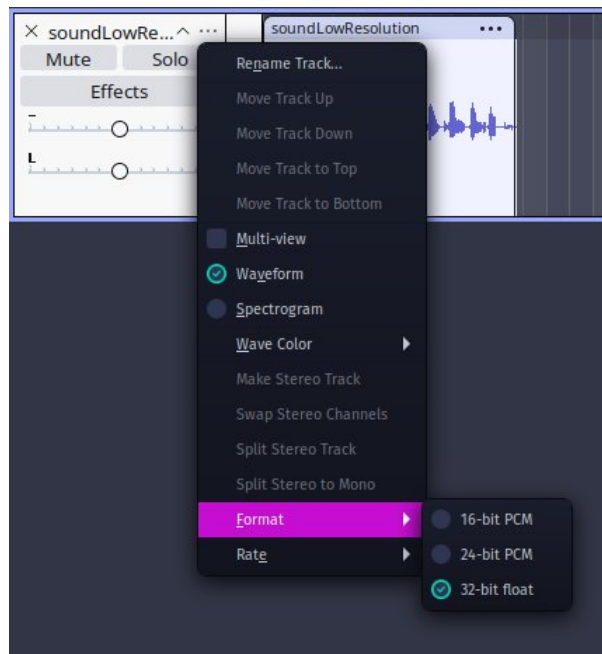 soundLowRe...
soundLowResolution
Mute Solo
Effects
L
Rename Track...
Move Track Up
Move Track Down
Move Track to Top
Move Track to Bottom
Multi-view
Waveform
Spectrogram
Wave Color
Make Stereo Track
Swap Stereo Channels
Split Stereo Track
Split Stereo to Mono
Format
16-bit PCM
24-bit PCM
Rate
32-bit float